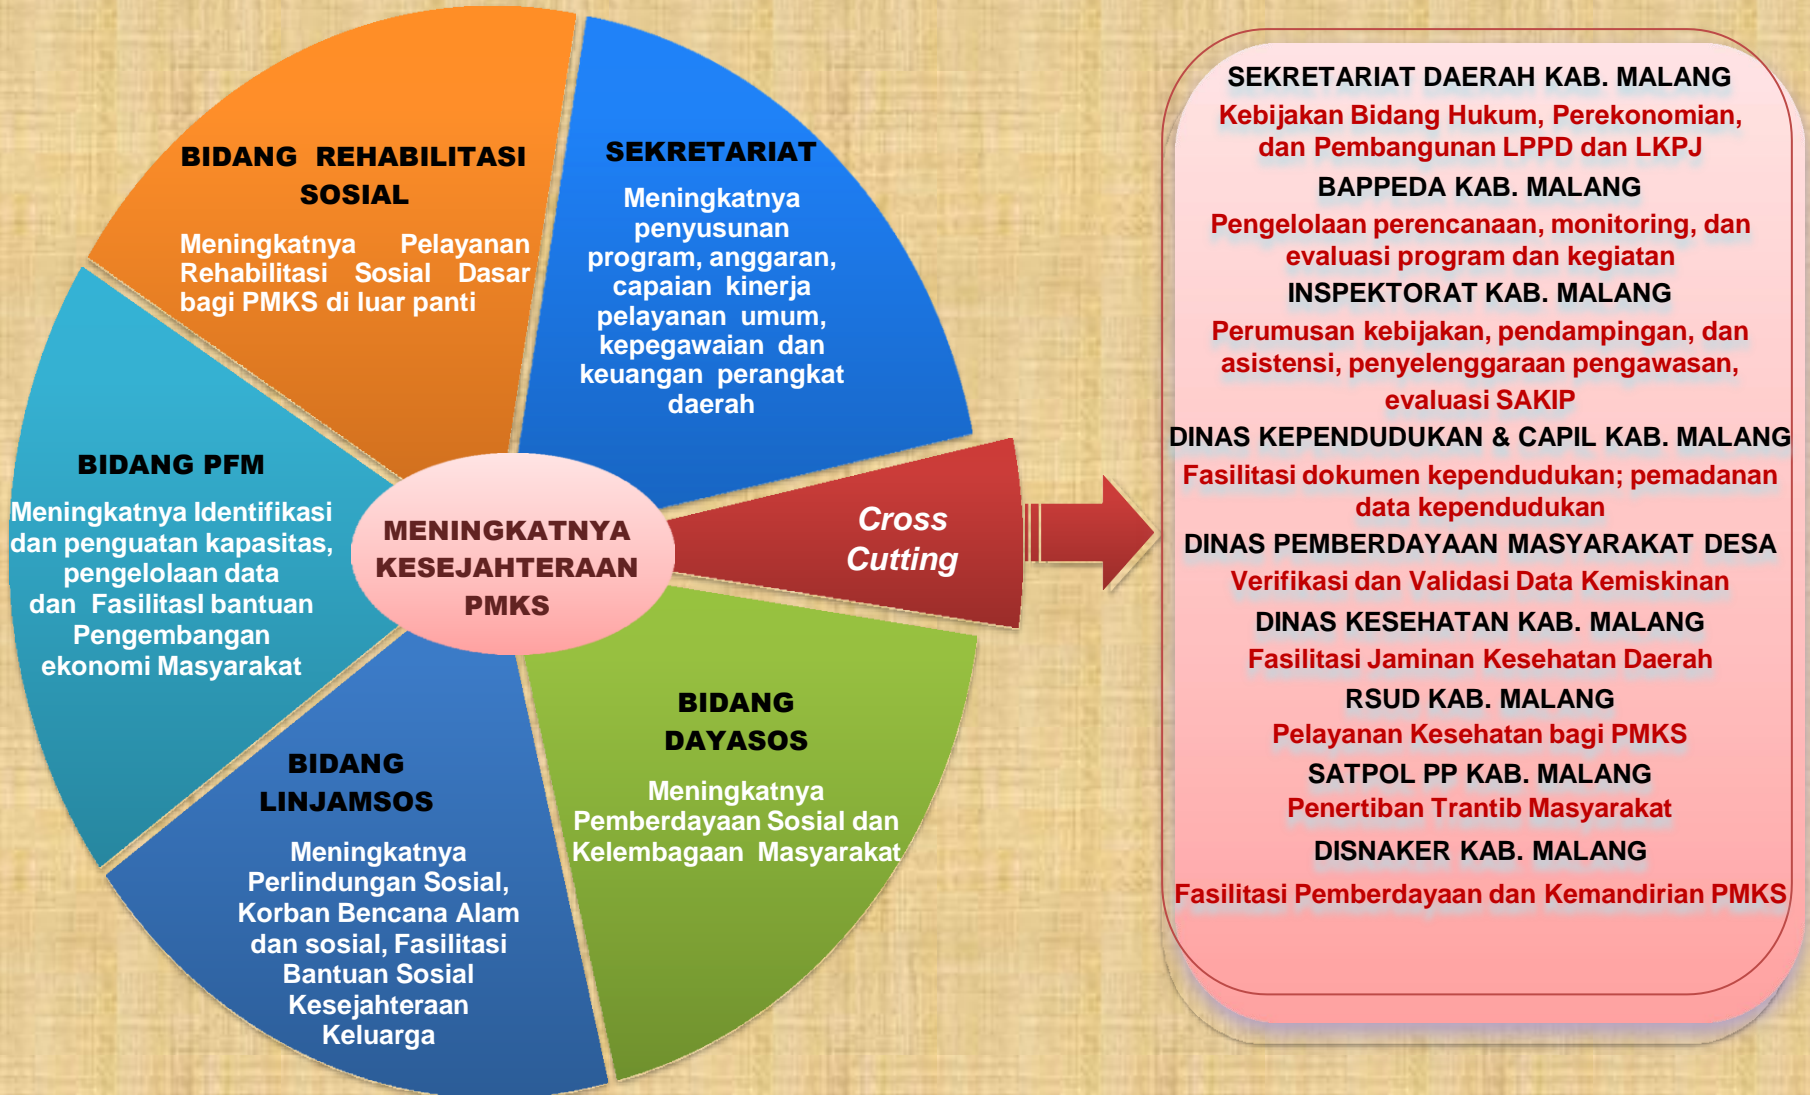 BIDANG REHABILITASI
SOSIAL
Meningkatnya Pelayanan
Rehabilitasi Sosial Dasar
bagi PMKS di luar panti
SEKRETARIAT
Meningkatnya
penyusunan
program, anggaran,
capaian kinerja
pelayanan umum,
kepegawaian dan
keuangan perangkat
daerah
BIDANG PFM
Meningkatnya Identifikasi
dan penguatan kapasitas,
pengelolaan data
dan FasilitasI bantuan
Pengembangan
ekonomi Masyarakat
MENINGKATNYA
KESEJAHTERAAN
PMKS
Cross
Cutting
BIDANG
LINJAMSOS
Meningkatnya
Perlindungan Sosial,
Korban Bencana Alam
dan sosial, Fasilitasi
Bantuan Sosial
Kesejahteraan
Keluarga
BIDANG
DAYASOS
Meningkatnya
Pemberdayaan Sosial dan
Kelembagaan Masyarakat
SEKRETARIAT DAERAH KAB. MALANG
Kebijakan Bidang Hukum, Perekonomian,
dan Pembangunan LPPD dan LKPJ
BAPPEDA KAB. MALANG
Pengelolaan perencanaan, monitoring, dan
evaluasi program dan kegiatan
INSPEKTORAT KAB. MALANG
Perumusan kebijakan, pendampingan, dan
asistensi, penyelenggaraan pengawasan,
evaluasi SAKIP
DINAS KEPENDUDUKAN & CAPIL KAB. MALANG
Fasilitasi dokumen kependudukan; pemadanan
data kependudukan
DINAS PEMBERDAYAAN MASYARAKAT DESA
Verifikasi dan Validasi Data Kemiskinan
DINAS KESEHATAN KAB. MALANG
Fasilitasi Jaminan Kesehatan Daerah
RSUD KAB. MALANG
Pelayanan Kesehatan bagi PMKS
SATPOL PP KAB. MALANG
Penertiban Trantib Masyarakat
DISNAKER KAB. MALANG
Fasilitasi Pemberdayaan dan Kemandirian PMKS